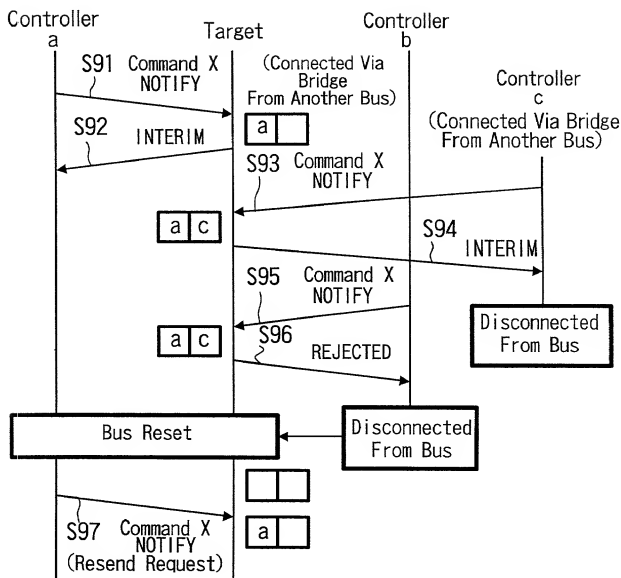 Controller
a
Target
Controller
b
(Connected Via
Bridge
From Another Bus)
Controller
c
(Connected Via Bridge
From Another Bus)
S91
Command X
NOTIFY
a
S92
INTERIM
S93
Command X
NOTIFY
a c
S94
INTERIM
S95
Command X
NOTIFY
a c
S96
REJECTED
Disconnected
From Bus
Bus Reset
Disconnected
From Bus
S97
Command X
NOTIFY
(Resend Request)
a